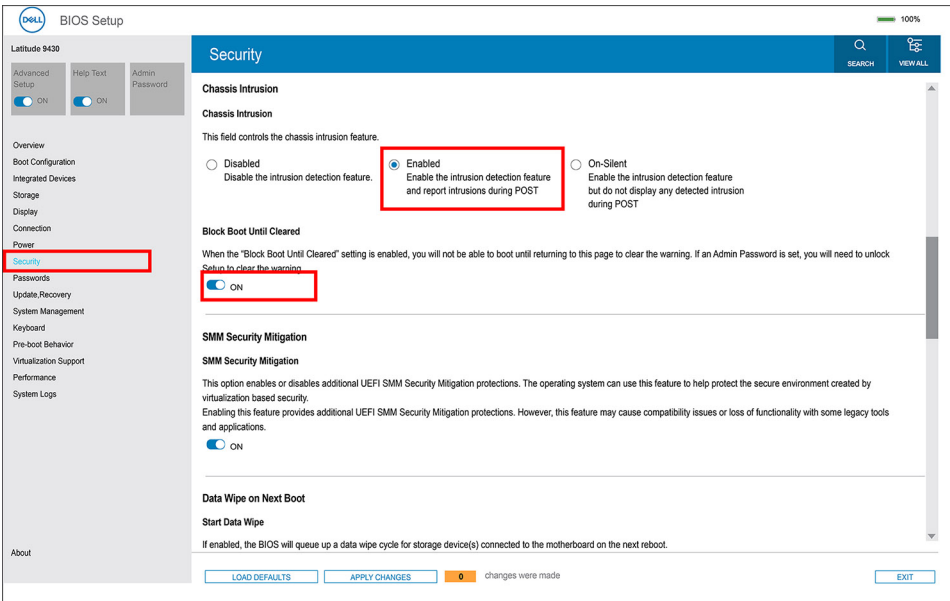 DELL
BIOS Setup
100%
Latitude 9430
Advanced
Setup
ON
Help Text
ON
Admin
Password
Security
SEARCH
VIEW ALL
Overview
Boot Configuration
Integrated Devices
Storage
Display
Connection
Power
Security
Passwords
Update,Recovery
System Management
Keyboard
Pre-boot Behavior
Virtualization Support
Performance
System Logs
About
Chassis Intrusion
Chassis Intrusion
This field controls the chassis intrusion feature.
Disabled
Disable the intrusion detection feature.
Enabled
Enable the intrusion detection feature
and report intrusions during POST
On-Silent
Enable the intrusion detection feature
but do not display any detected intrusion
during POST
Block Boot Until Cleared
When the "Block Boot Until Cleared" setting is enabled, you will not be able to boot until returning to this page to clear the warning. If an Admin Password is set, you will need to unlock
Setup to clear the warning.
ON
SMM Security Mitigation
SMM Security Mitigation
This option enables or disables additional UEFI SMM Security Mitigation protections. The operating system can use this feature to help protect the secure environment created by
virtualization based security.
Enabling this feature provides additional UEFI SMM Security Mitigation protections. However, this feature may cause compatibility issues or loss of functionality with some legacy tools
and applications.
ON
Data Wipe on Next Boot
Start Data Wipe
If enabled, the BIOS will queue up a data wipe cycle for storage device(s) connected to the motherboard on the next reboot.
LOAD DEFAULTS
APPLY CHANGES
0
changes were made
EXIT